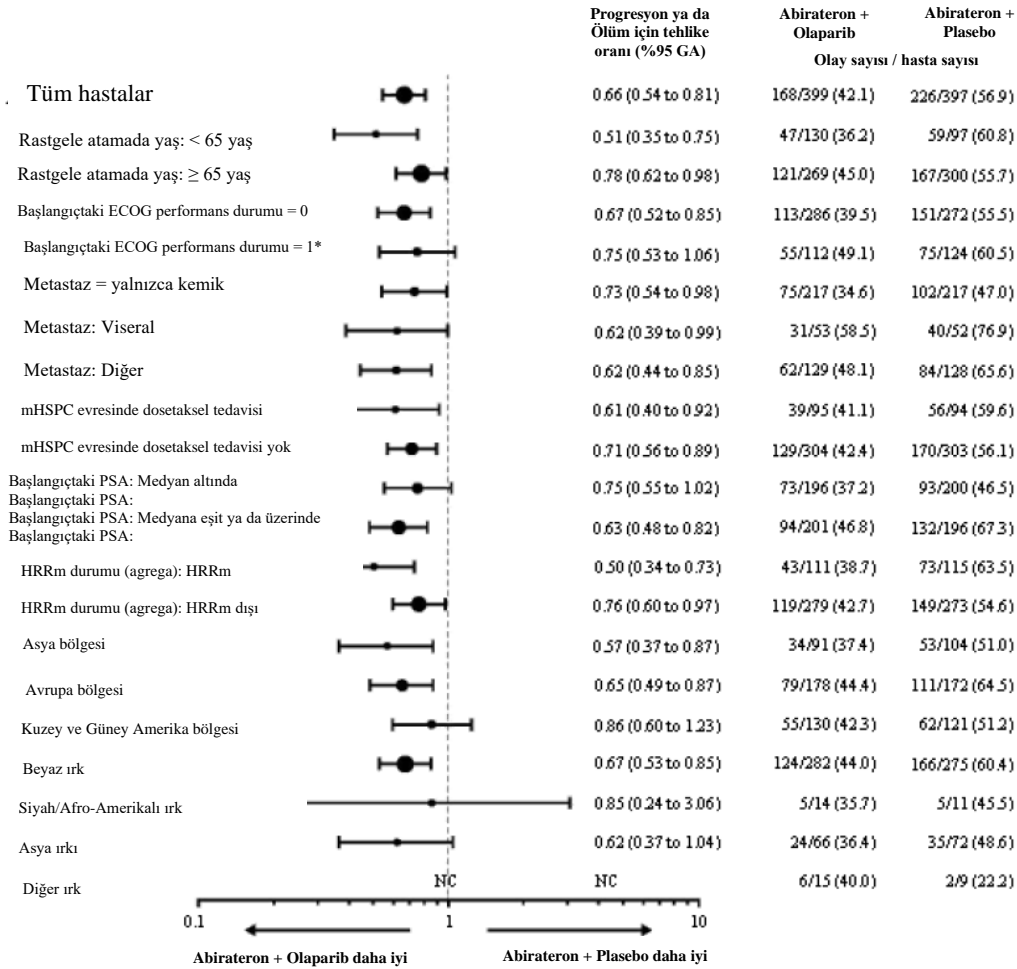 Progresyon ya da Ölüm için tehlike oranı (%95 GA)
Abirateron + Olaparib
Abirateron + Plasebo
Olay sayısı / hasta sayısı
Tüm hastalar 0.66 (0.54 to 0.81) 168/399 (42.1) 226/397 (56.9)
Rastgele atamada yaş: < 65 yaş 0.51 (0.35 to 0.75) 47/130 (36.2) 59/97 (60.8)
Rastgele atamada yaş: ≥ 65 yaş 0.78 (0.62 to 0.98) 121/269 (45.0) 167/300 (55.7)
Başlangıçtaki ECOG performans durumu = 0 0.67 (0.52 to 0.85) 113/286 (39.5) 151/272 (55.5)
Başlangıçtaki ECOG performans durumu = 1* 0.75 (0.53 to 1.06) 55/112 (49.1) 75/124 (60.5)
Metastaz = yalnızca kemik 0.73 (0.54 to 0.98) 75/217 (34.6) 102/217 (47.0)
Metastaz: Viseral 0.62 (0.39 to 0.99) 31/53 (58.5) 40/52 (76.9)
Metastaz: Diğer 0.62 (0.44 to 0.85) 62/129 (48.1) 84/128 (65.6)
mHSPC evresinde dosetaksel tedavisi 0.61 (0.40 to 0.92) 39/95 (41.1) 56/94 (59.6)
mHSPC evresinde dosetaksel tedavisi yok 0.71 (0.56 to 0.89) 129/304 (42.4) 170/303 (56.1)
Başlangıçtaki PSA: Medyan altında 0.75 (0.55 to 1.02) 73/196 (37.2) 93/200 (46.5)
Başlangıçtaki PSA:
Başlangıçtaki PSA: Medyana eşit ya da üzerinde 0.63 (0.48 to 0.82) 94/201 (46.8) 132/196 (67.3)
Başlangıçtaki PSA:
HRRm durumu (agrega): HRRm 0.50 (0.34 to 0.73) 43/111 (38.7) 73/115 (63.5)
HRRm durumu (agrega): HRRm dışı 0.76 (0.60 to 0.97) 119/279 (42.7) 149/273 (54.6)
Asya bölgesi 0.57 (0.37 to 0.87) 34/91 (37.4) 53/104 (51.0)
Avrupa bölgesi 0.65 (0.49 to 0.87) 79/178 (44.4) 111/172 (64.5)
Kuzey ve Güney Amerika bölgesi 0.86 (0.60 to 1.23) 55/130 (42.3) 62/121 (51.2)
Beyaz ırk 0.67 (0.53 to 0.85) 124/282 (44.0) 166/275 (60.4)
Siyah/Afro-Amerikalı ırk 0.85 (0.24 to 3.06) 5/14 (35.7) 5/11 (45.5)
Asya ırkı 0.62 (0.37 to 1.04) 24/66 (36.4) 35/72 (48.6)
Diğer ırk NC NC 6/15 (40.0) 2/9 (22.2)
0.1 1 10
Abirateron + Olaparib daha iyi Abirateron + Plasebo daha iyi